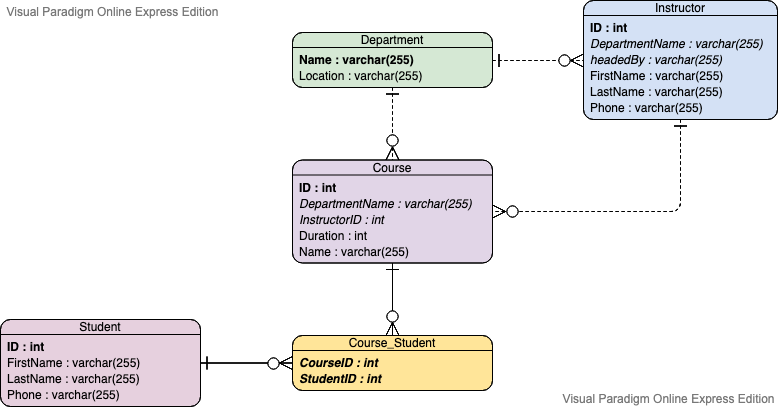 Visual Paradigm Online Express Edition
Instructor
ID : int
DepartmentName : varchar(255)
headedBy : varchar(255)
FirstName : varchar(255)
LastName : varchar(255)
Phone : varchar(255)
Department
Name : varchar(255)
Location : varchar(255)
Course
ID : int
DepartmentName : varchar(255)
InstructorID : int
Duration : int
Name : varchar(255)
Student
ID : int
FirstName : varchar(255)
LastName : varchar(255)
Phone : varchar(255)
Course_Student
CourseID : int
StudentID : int
Visual Paradigm Online Express Edition